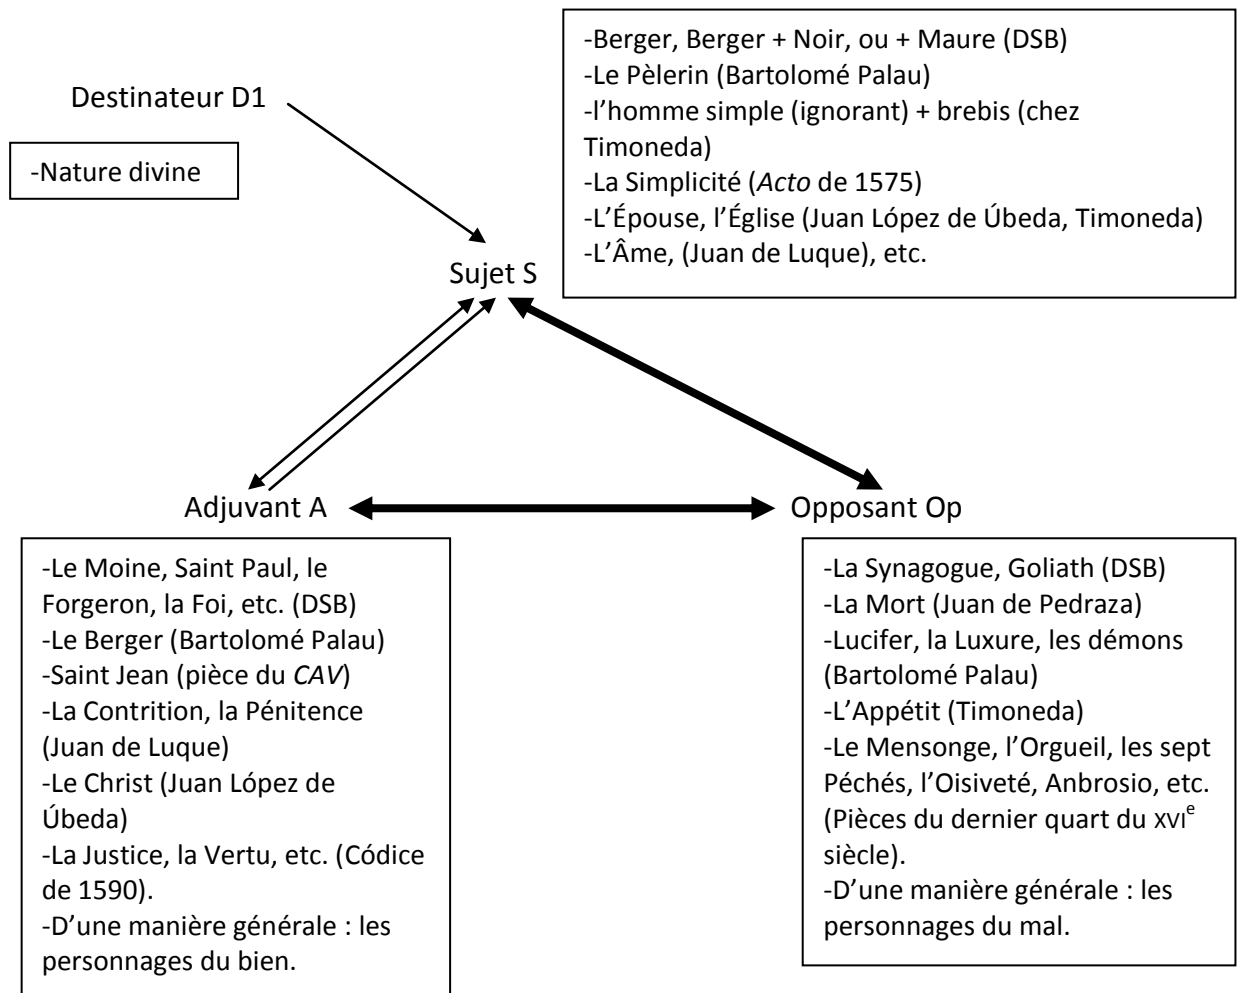 Destinateur D1
-Nature divine
-Berger, Berger + Noir, ou + Maure (DSB)
-Le Pèlerin (Bartolomé Palau)
-l’homme simple (ignorant) + brebis (chez
Timoneda)
-La Simplicité (Acto de 1575)
-L’Épouse, l’Église (Juan López de Úbeda, Timoneda)
-L’Âme, (Juan de Luque), etc.
Sujet S
Adjuvant A
Opposant Op
-Le Moine, Saint Paul, le
Forgeron, la Foi, etc. (DSB)
-Le Berger (Bartolomé Palau)
-Saint Jean (pièce du CAV)
-La Contrition, la Pénitence
(Juan de Luque)
-Le Christ (Juan López de
Úbeda)
-La Justice, la Vertu, etc. (Códice
de 1590).
-D’une manière générale : les
personnages du bien.
-La Synagogue, Goliath (DSB)
-La Mort (Juan de Pedraza)
-Lucifer, la Luxure, les démons
(Bartolomé Palau)
-L’Appétit (Timoneda)
-Le Mensonge, l’Orgueil, les sept
Péchés, l’Oisiveté, Anbrosio, etc.
(Pièces du dernier quart du XVIe
siècle).
-D’une manière générale : les
personnages du mal.